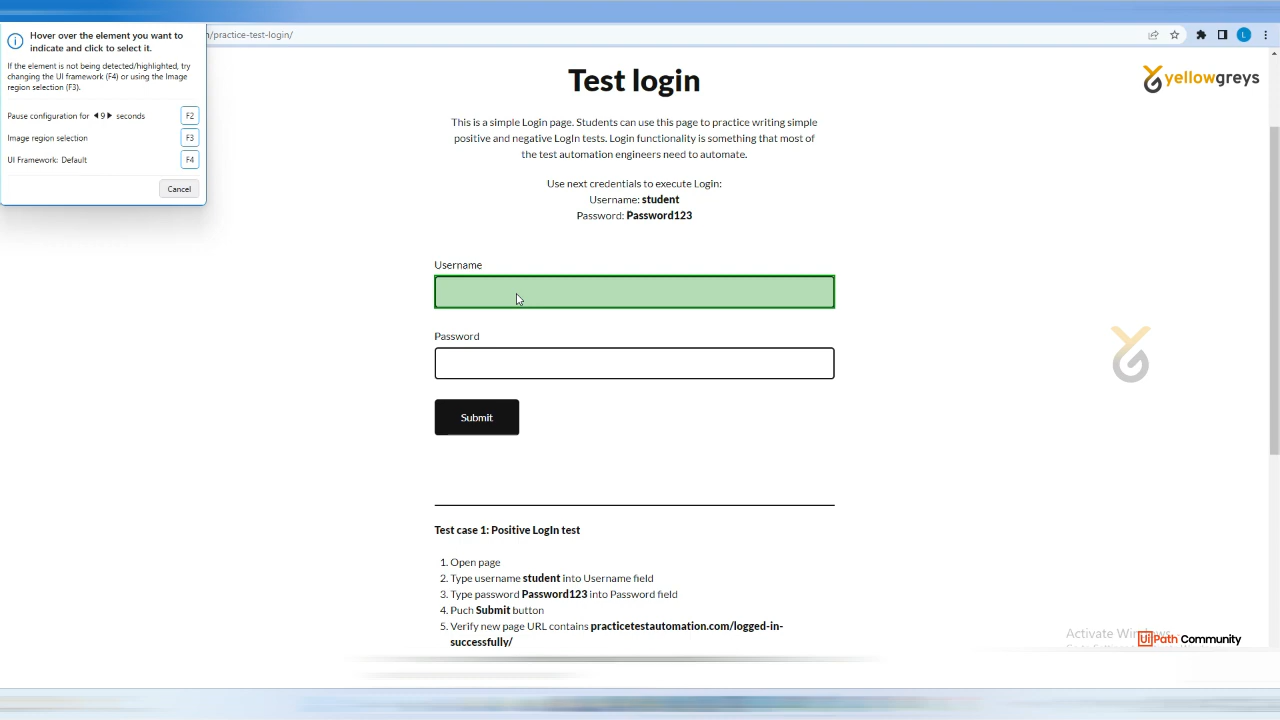 Hover over the element you want to
indicate and click to select it.
If the element is not being detected/highlighted, try
changing the UI framework (F4) or using the Image
region selection (F3).
Pause configuration for 9 seconds F2
Image region selection F3
UI Framework: Default F4
Cancel
/practice-test-login/
L
yellowgreys
Test login
This is a simple Login page. Students can use this page to practice writing simple
positive and negative LogIn tests. Login functionality is something that most of
the test automation engineers need to automate.
Use next credentials to execute Login:
Username: student
Password: Password123
Username
Password
Submit
Test case 1: Positive LogIn test
1. Open page
2. Type username student into Username field
3. Type password Password123 into Password field
4. Puch Submit button
5. Verify new page URL contains practicetestautomation.com/logged-in-
successfully/
Activate
UiPath Community